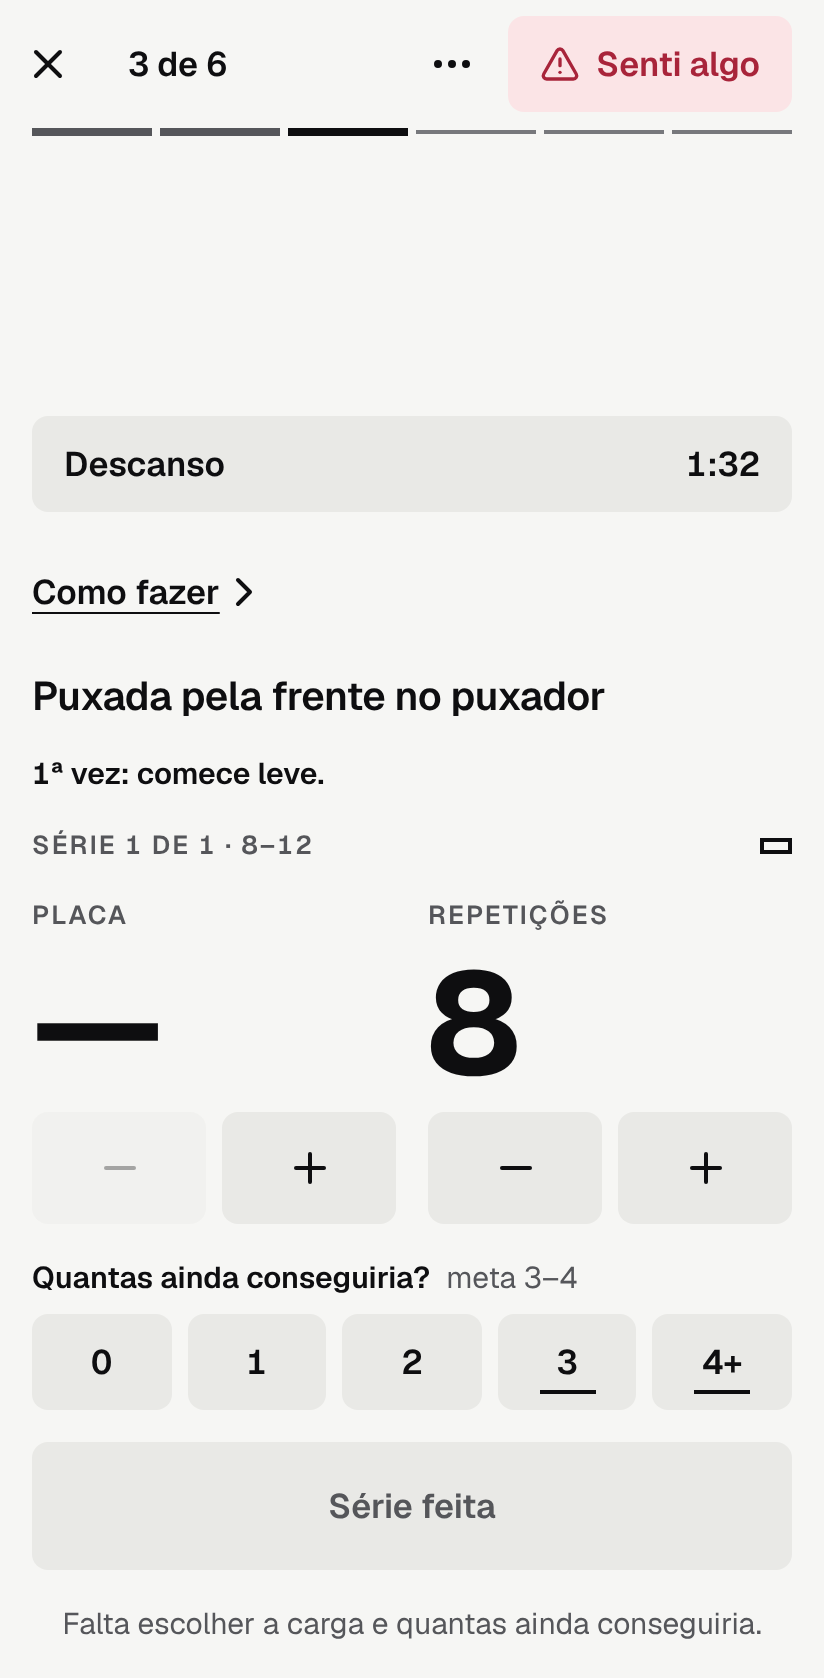 3 de 6
Senti algo
Descanso 1:32
Como fazer
Puxada pela frente no puxador
1ª vez: comece leve.
SÉRIE 1 DE 1 · 8–12
PLACA REPETIÇÕES
— 8
− + − +
Quantas ainda conseguiria? meta 3–4
0 1 2 3 4+
Série feita
Falta escolher a carga e quantas ainda conseguiria.